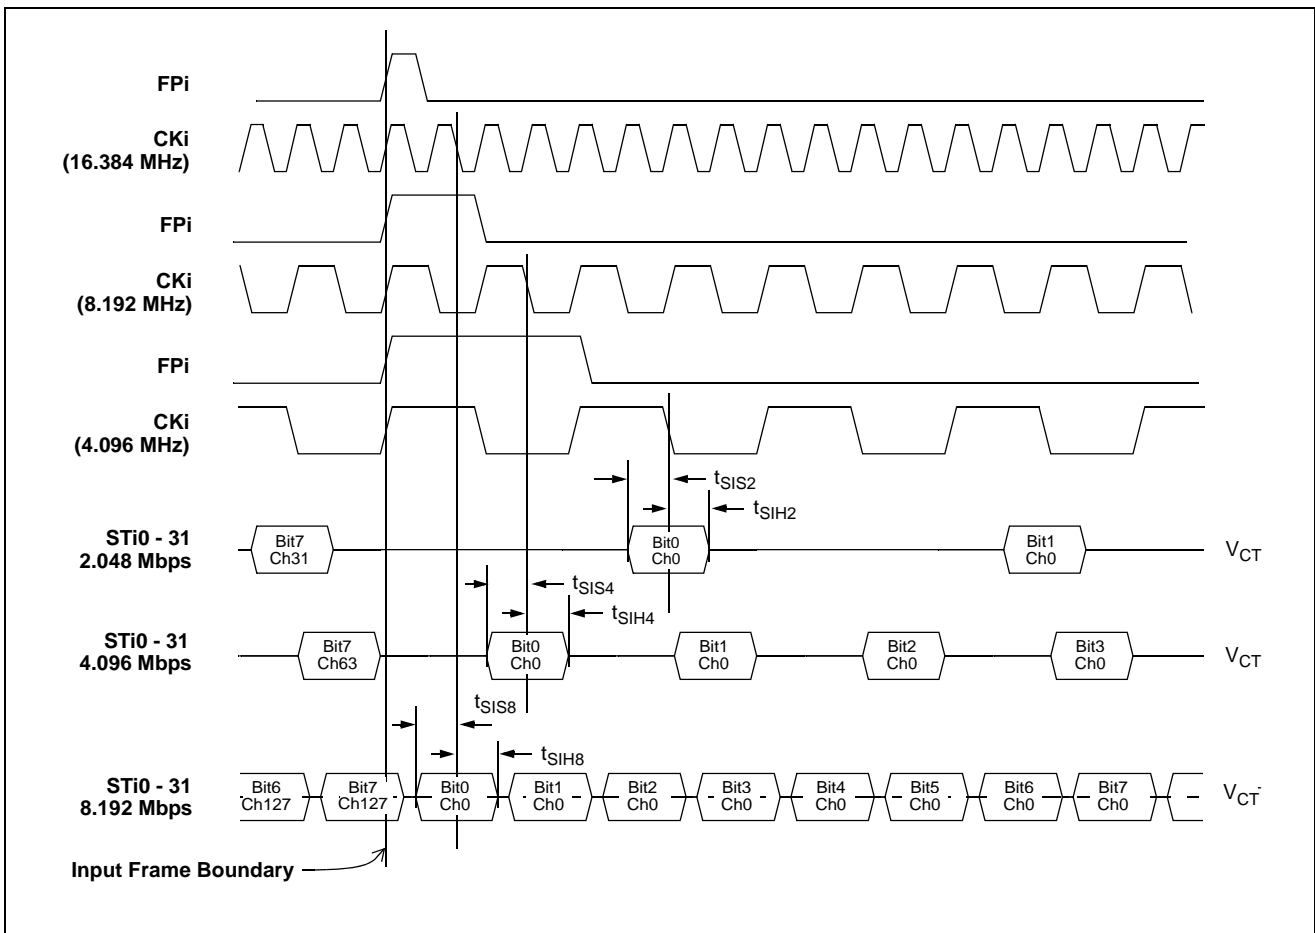 FPi
CKi
(16.384 MHz)
FPi
CKi
(8.192 MHz)
FPi
CKi
(4.096 MHz)
tSIS2
tSIH2
STi0 - 31
2.048 Mbps
Bit7
Ch31
Bit0
Ch0
Bit1
Ch0
VCT
tSIS4
tSIH4
STi0 - 31
4.096 Mbps
Bit7
Ch63
Bit0
Ch0
Bit1
Ch0
Bit2
Ch0
Bit3
Ch0
VCT
tSIS8
tSIH8
STi0 - 31
8.192 Mbps
Bit6
Ch127
Bit7
Ch127
Bit0
Ch0
Bit1
Ch0
Bit2
Ch0
Bit3
Ch0
Bit4
Ch0
Bit5
Ch0
Bit6
Ch0
Bit7
Ch0
VCT
Input Frame Boundary